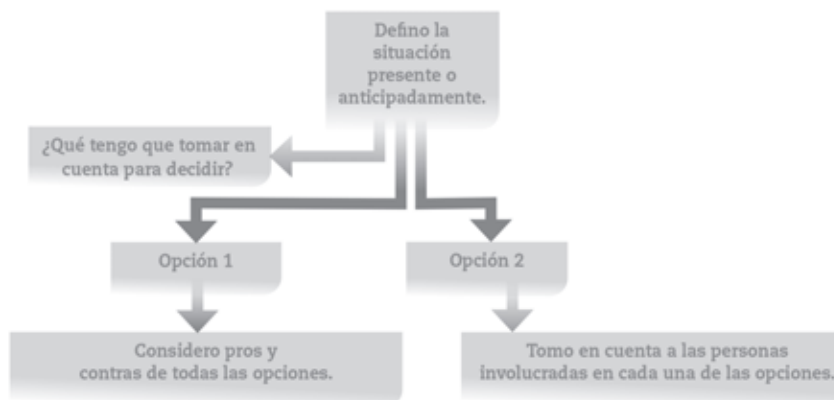 Defino la
situación
presente o
anticipadamente.
¿Qué tengo que tomar en
cuenta para decidir?
Opción 1
Opción 2
Considero pros y
contras de todas las opciones.
Tomo en cuenta a las personas
involucradas en cada una de las opciones.